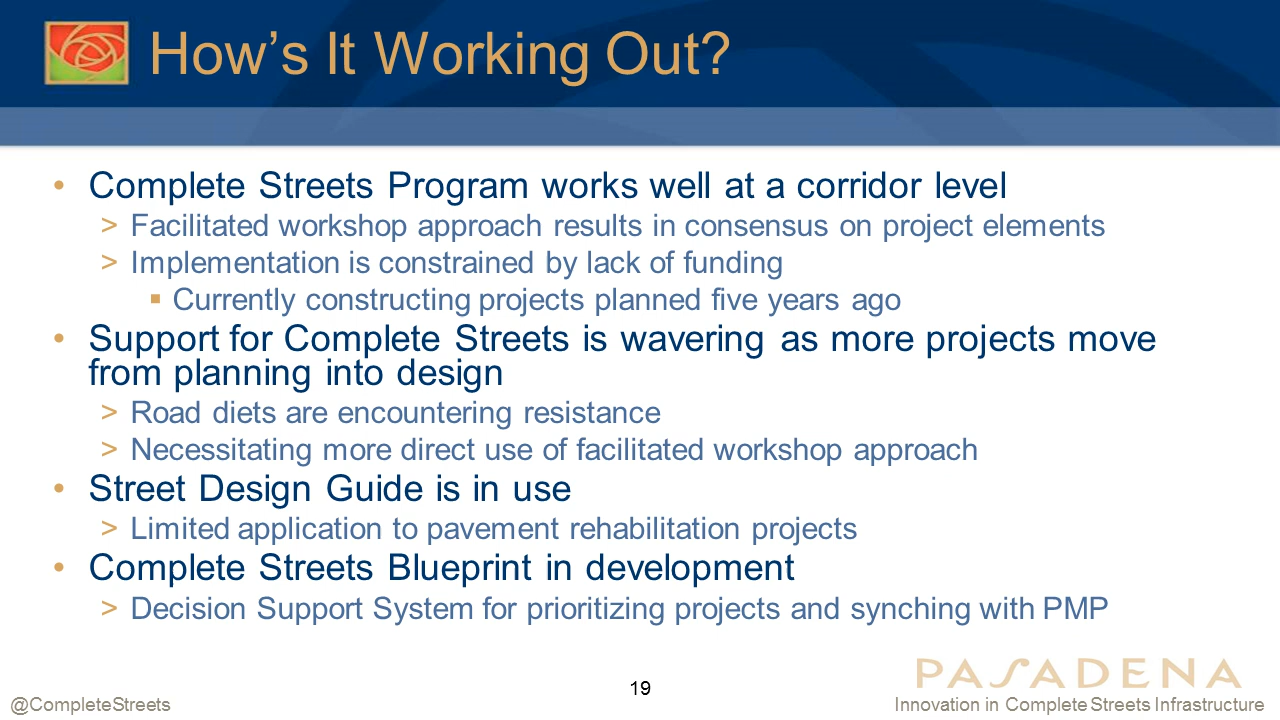 How’s It Working Out?
• Complete Streets Program works well at a corridor level
> Facilitated workshop approach results in consensus on project elements
> Implementation is constrained by lack of funding
▪ Currently constructing projects planned five years ago
• Support for Complete Streets is wavering as more projects move
from planning into design
> Road diets are encountering resistance
> Necessitating more direct use of facilitated workshop approach
• Street Design Guide is in use
> Limited application to pavement rehabilitation projects
• Complete Streets Blueprint in development
> Decision Support System for prioritizing projects and synching with PMP
PASADENA
19
@CompleteStreets
Innovation in Complete Streets Infrastructure